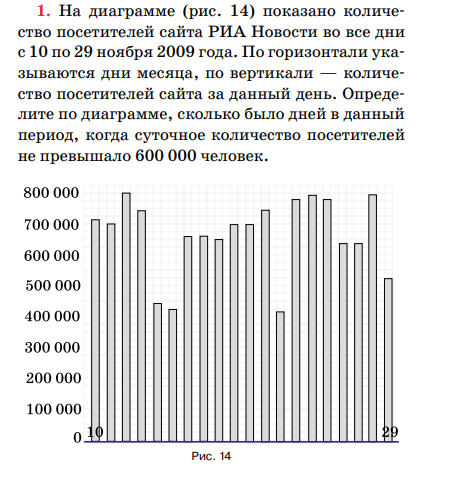 1. На диаграмме (рис. 14) показано количе-
ство посетителей сайта РИА Новости во все дни
с 10 по 29 ноября 2009 года. По горизонтали ука-
зываются дни месяца, по вертикали — количе-
ство посетителей сайта за данный день. Опреде-
лите по диаграмме, сколько было дней в данный
период, когда суточное количество посетителей
не превышало 600 000 человек.
800 000
700 000
600 000
500 000
400 000
300 000
200 000
100 000
0 10 29
Рис. 14